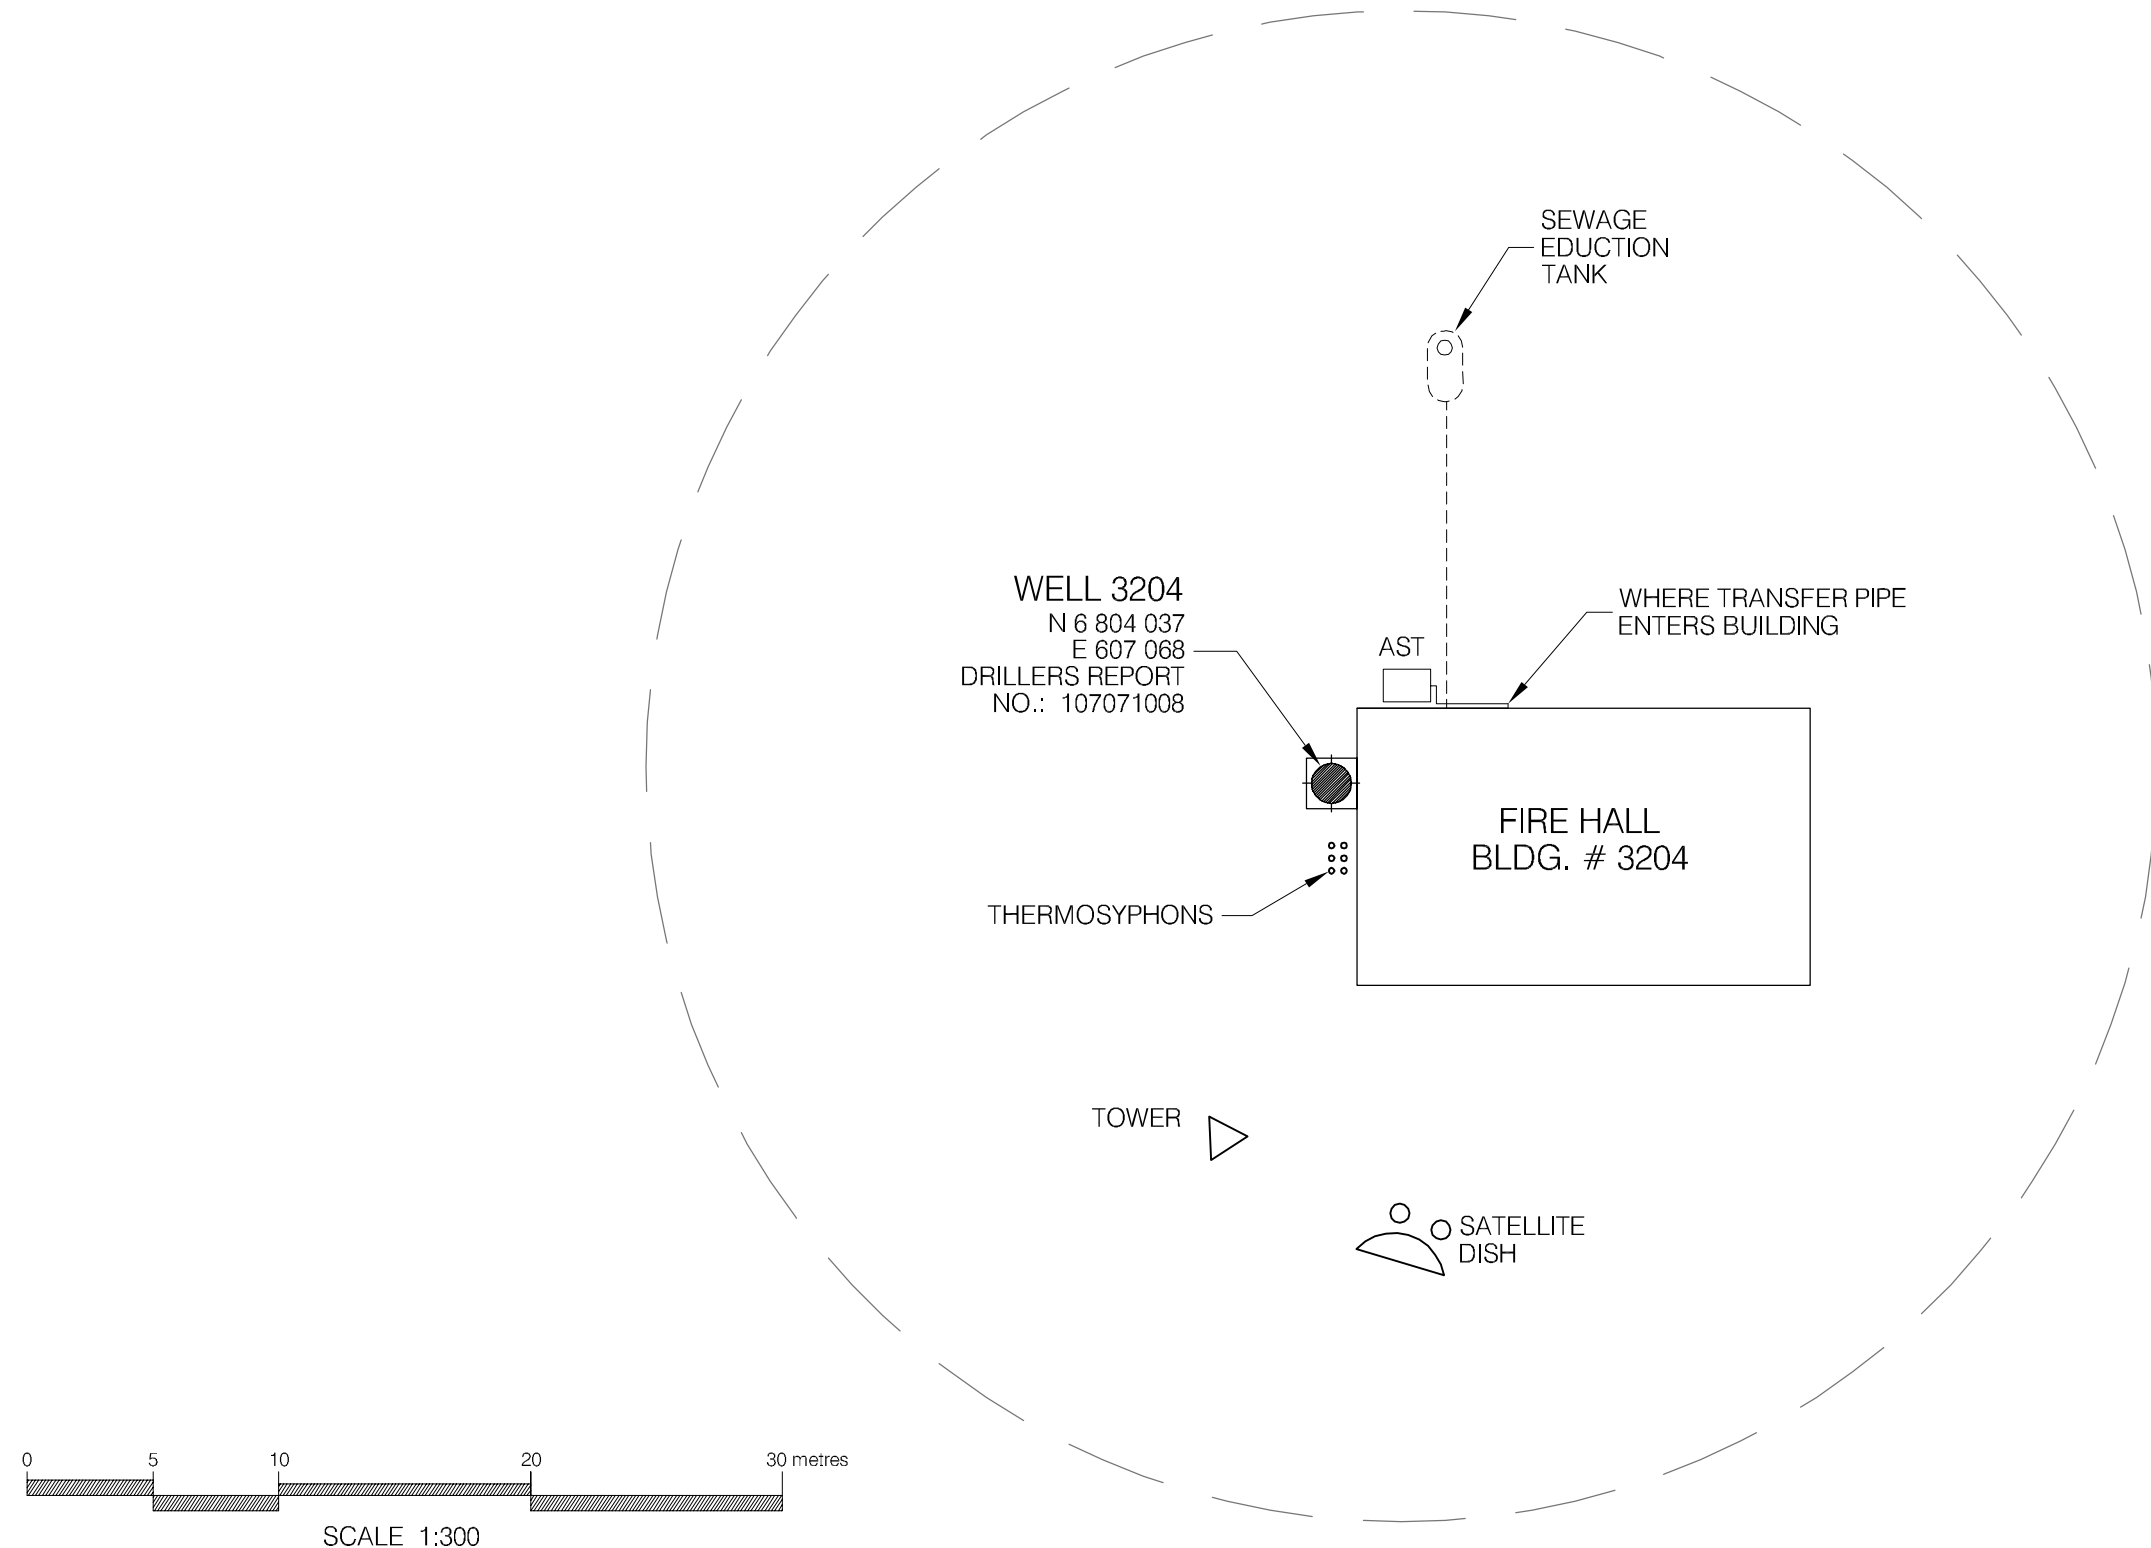 SEWAGE
EDUCTION
TANK
WELL 3204
N 6 804 037
E 607 068
DRILLERS REPORT
NO.: 107071008
WHERE TRANSFER PIPE
ENTERS BUILDING
AST
FIRE HALL
BLDG. # 3204
THERMOSYPHONS
TOWER
SATELLITE
DISH
0 5 10 20 30 metres
SCALE 1:300